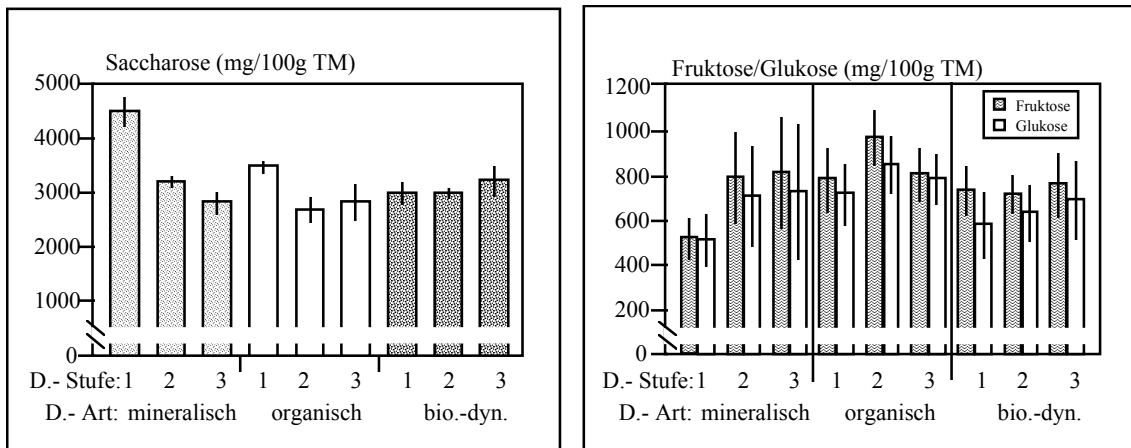 Saccharose (mg/100g TM)
5000
4000
3000
2000
1000
0
D.- Stufe: 1 2 3 1 2 3 1 2 3
D.- Art: mineralisch organisch bio.-dyn.
Fruktose/Glukose (mg/100g TM)
1200
1000
800
600
400
200
0
Fruktose
Glukose
D.- Stufe: 1 2 3 1 2 3 1 2 3
D.- Art: mineralisch organisch bio.-dyn.